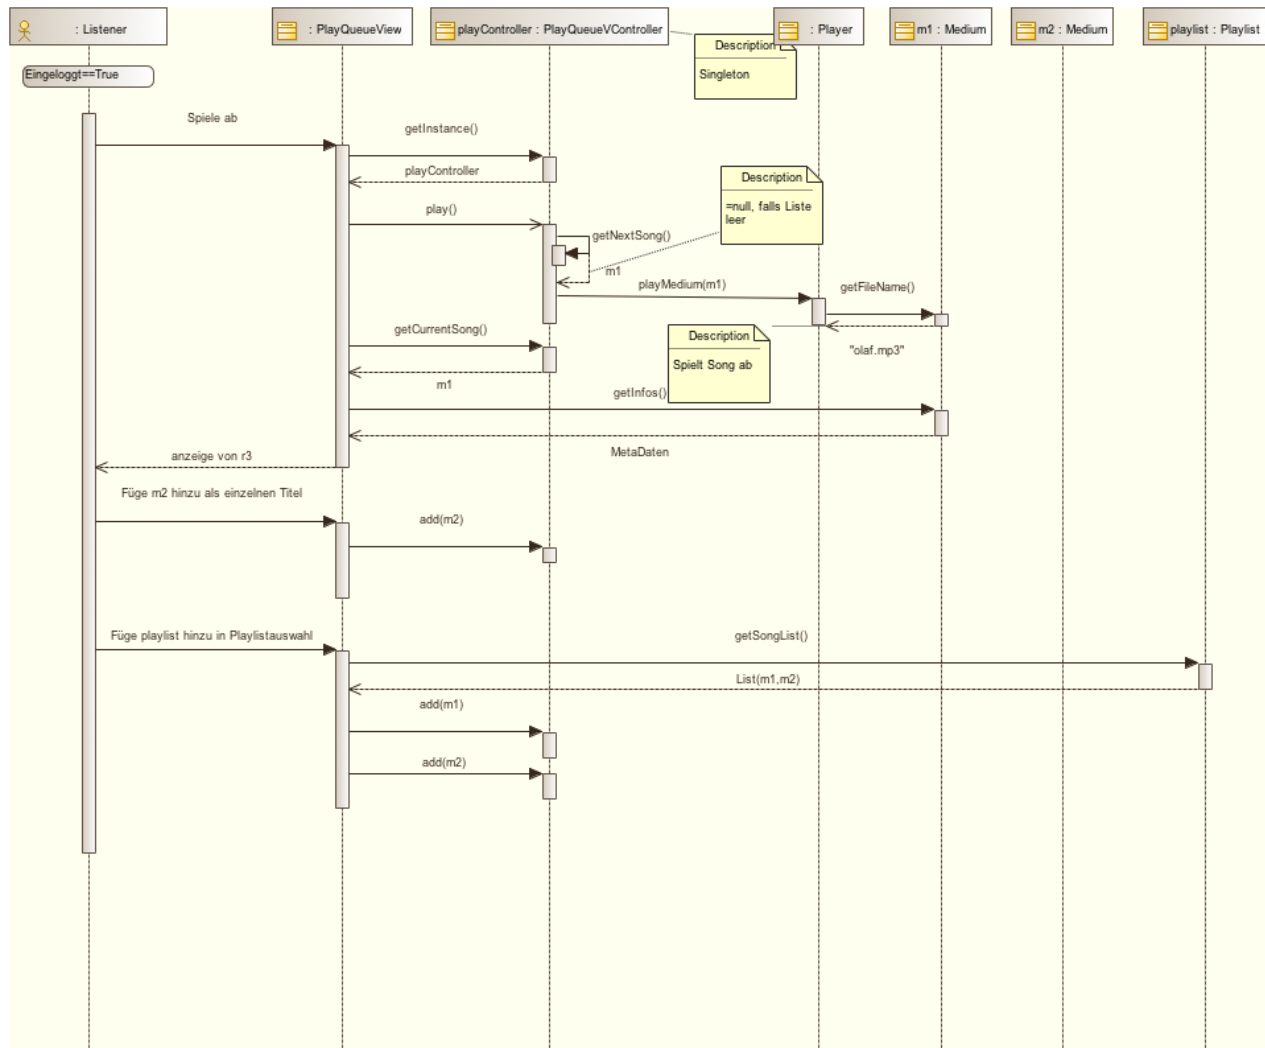 : Listener
: PlayQueueView
playController : PlayQueueVController
: Player
m1 : Medium
m2 : Medium
playlist : Playlist
Description
Singleton
Eingeloggt==True
Spiele ab
getInstance()
playController
Description
=null, falls Liste
leer
play()
getNextSong()
m1
playMedium(m1)
getFileName()
getCurrentSong()
Description
Spielt Song ab
"olaf.mp3"
m1
getInfos()
MetaDaten
anzeige von r3
Füge m2 hinzu als einzelnen Titel
add(m2)
Füge playlist hinzu in Playlistauswahl
getSongList()
List(m1,m2)
add(m1)
add(m2)